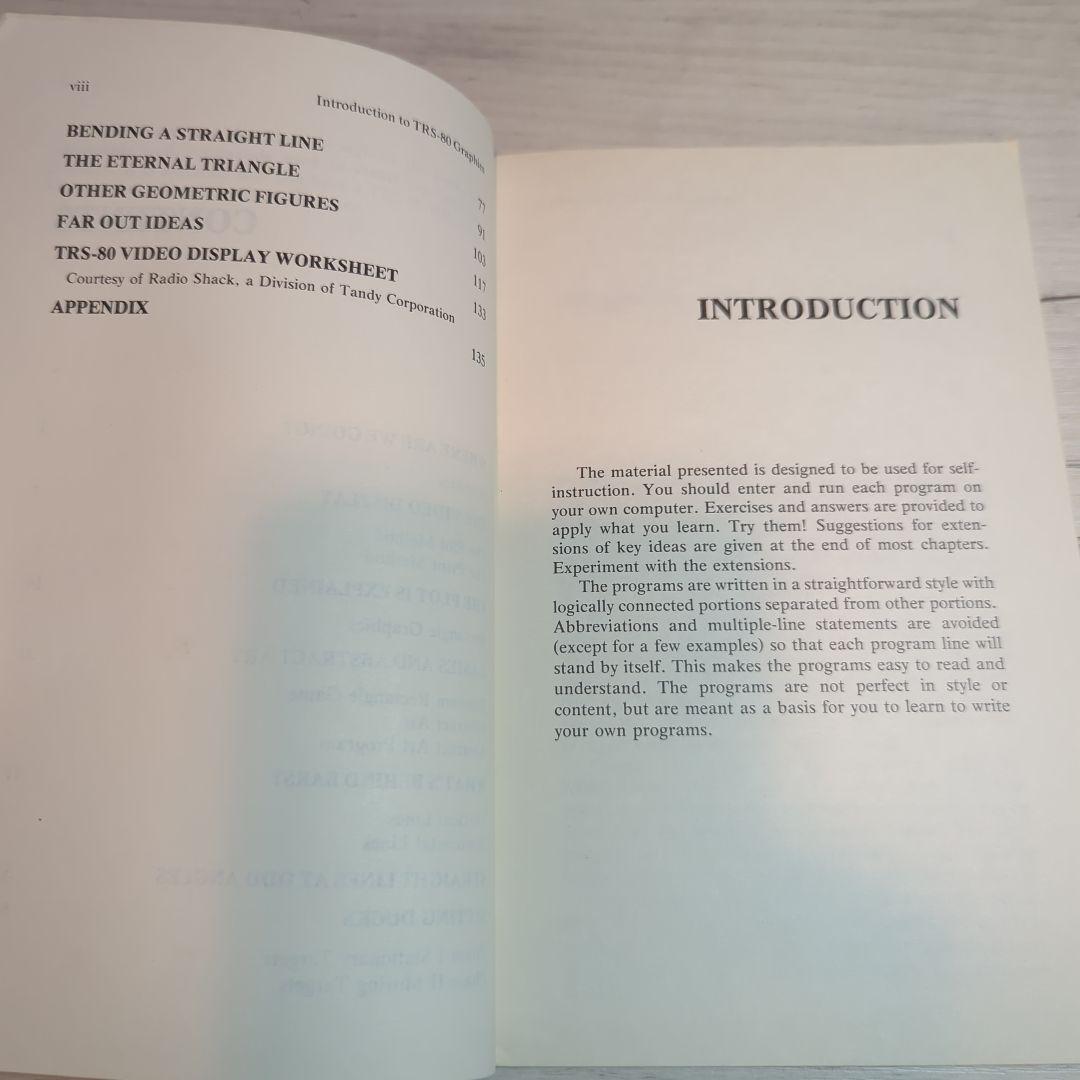 viii
Introduction to TRS-80 Graphics
BENDING A STRAIGHT LINE 77
THE ETERNAL TRIANGLE 91
OTHER GEOMETRIC FIGURES 103
FAR OUT IDEAS 117
TRS-80 VIDEO DISPLAY WORKSHEET 133
Courtesy of Radio Shack, a Division of Tandy Corporation
APPENDIX 135
INTRODUCTION
The material presented is designed to be used for self-
instruction. You should enter and run each program on
your own computer. Exercises and answers are provided to
apply what you learn. Try them! Suggestions for exten-
sions of key ideas are given at the end of most chapters.
Experiment with the extensions.
The programs are written in a straightforward style with
logically connected portions separated from other portions.
Abbreviations and multiple-line statements are avoided
(except for a few examples) so that each program line will
stand by itself. This makes the programs easy to read and
understand. The programs are not perfect in style or
content, but are meant as a basis for you to learn to write
your own programs.